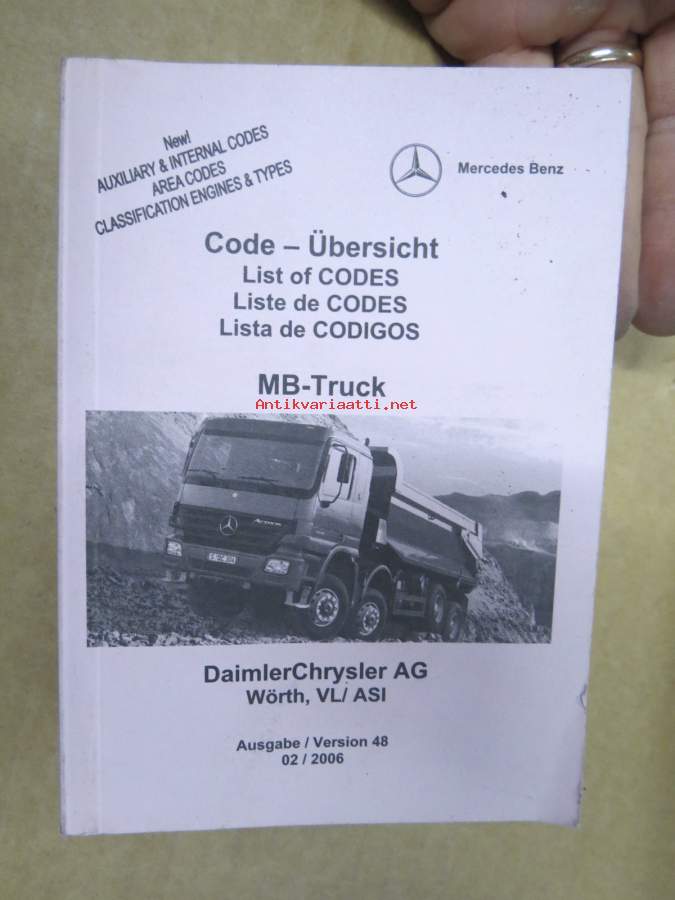 New!
AUXILIARY & INTERNAL CODES
AREA CODES
CLASSIFICATION ENGINES & TYPES
Mercedes Benz
Code – Übersicht
List of CODES
Liste de CODES
Lista de CODIGOS
MB-Truck
Antikvariaatti.net
Actros
DaimlerChrysler AG
Wörth, VL/ ASI
Ausgabe / Version 48
02 / 2006